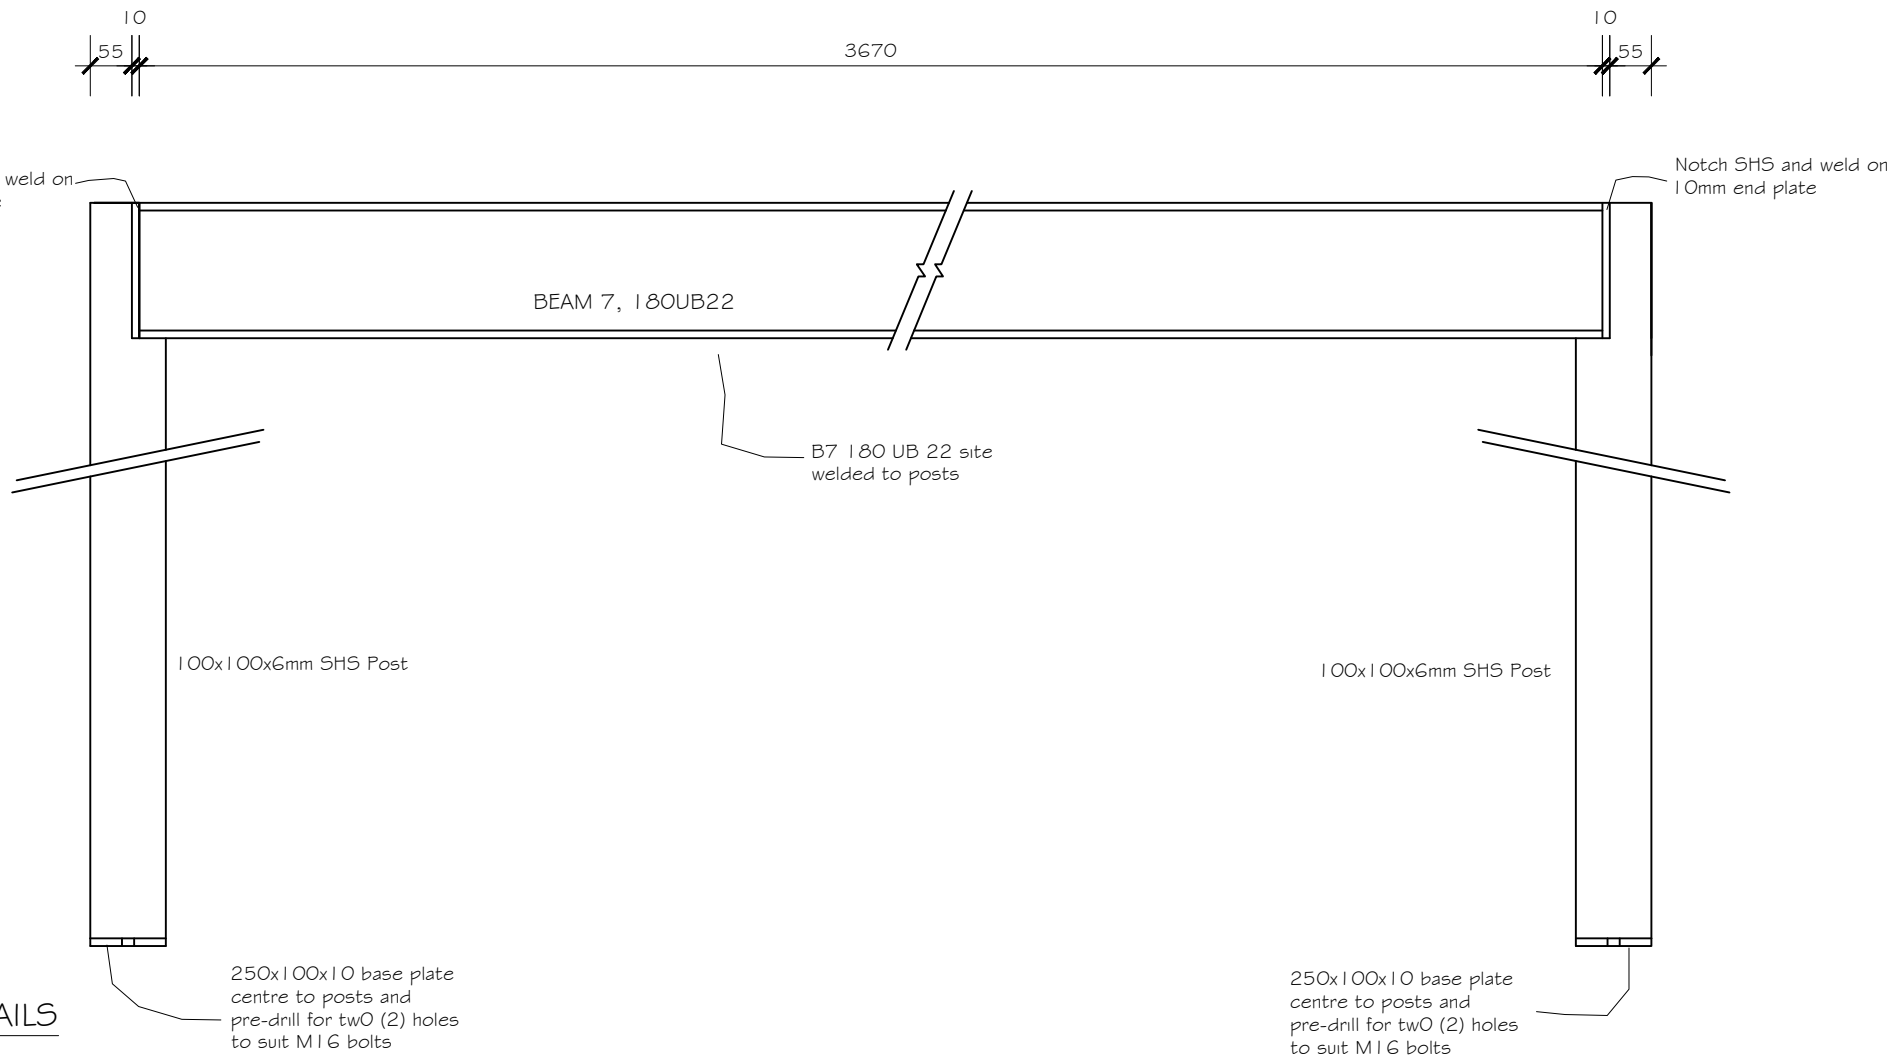 10
10
55
3670
55
weld on
Notch SHS and weld on
10mm end plate
BEAM 7, 180UB22
B7 180 UB 22 site
welded to posts
100x100x6mm SHS Post
100x100x6mm SHS Post
250x100x10 base plate
centre to posts and
pre-drill for twO (2) holes
to suit M16 bolts
250x100x10 base plate
centre to posts and
pre-drill for twO (2) holes
to suit M16 bolts
AILS